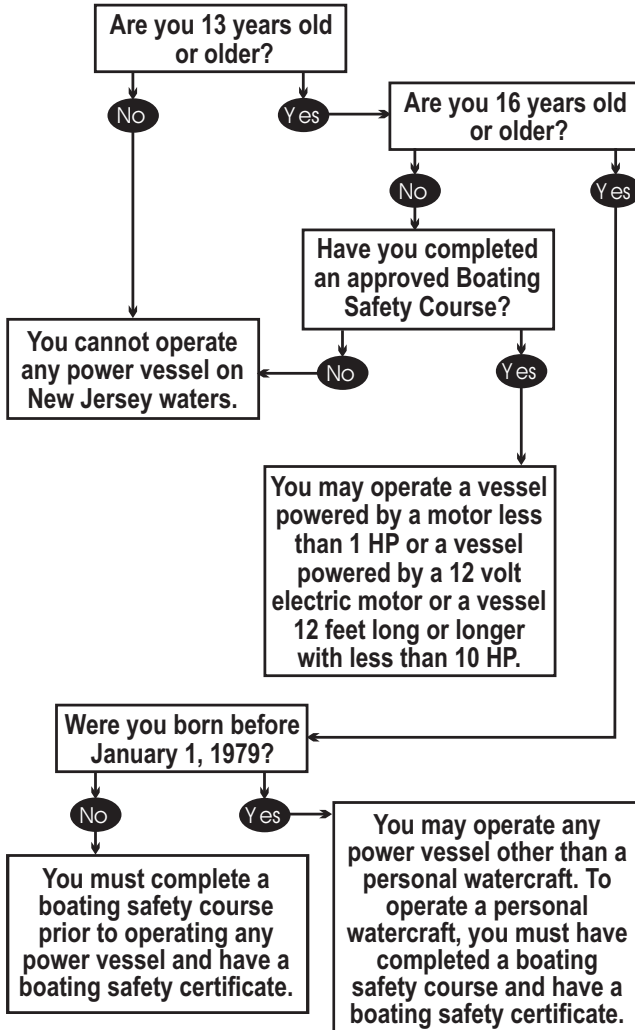 Are you 13 years old
or older?
No
Yes
Are you 16 years old
or older?
No
Yes
Have you completed
an approved Boating
Safety Course?
No
Yes
You cannot operate
any power vessel on
New Jersey waters.
You may operate a vessel
powered by a motor less
than 1 HP or a vessel
powered by a 12 volt
electric motor or a vessel
12 feet long or longer
with less than 10 HP.
Were you born before
January 1, 1979?
No
Yes
You must complete a
boating safety course
prior to operating any
power vessel and have a
boating safety certificate.
You may operate any
power vessel other than a
personal watercraft. To
operate a personal
watercraft, you must have
completed a boating
safety course and have a
boating safety certificate.